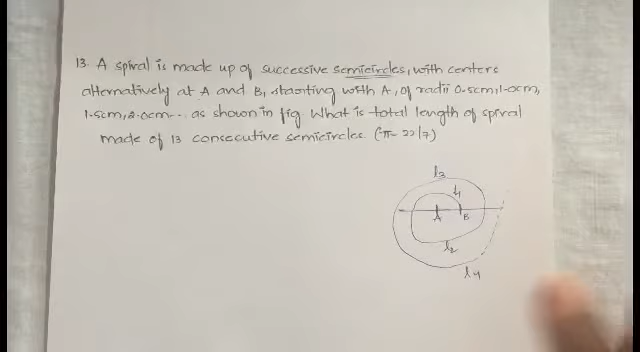 13. A spiral is made up of successive semicircles, with centers
alternatively at A and B, starting with A, of radii 0.5cm, 1.0cm,
1.5cm, 2.0cm... as shown in fig. What is total length of spiral
made of 13 consecutive semicircles. (π- 22/7)
l3
l1
A
B
l2
l4